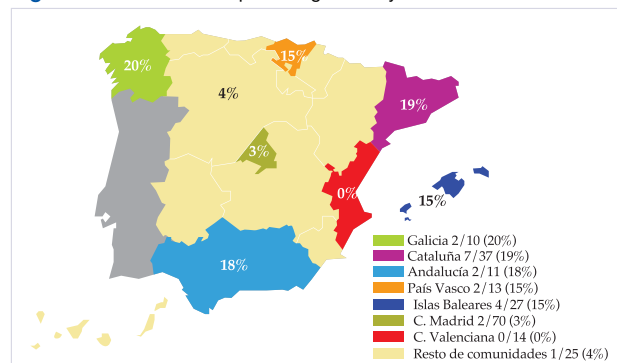 20%
15%
4%
19%
3%
0%
15%
18%
Galicia 2/10 (20%)
Cataluña 7/37 (19%)
Andalucía 2/11 (18%)
País Vasco 2/13 (15%)
Islas Baleares 4/27 (15%)
C. Madrid 2/70 (3%)
C. Valenciana 0/14 (0%)
Resto de comunidades 1/25 (4%)